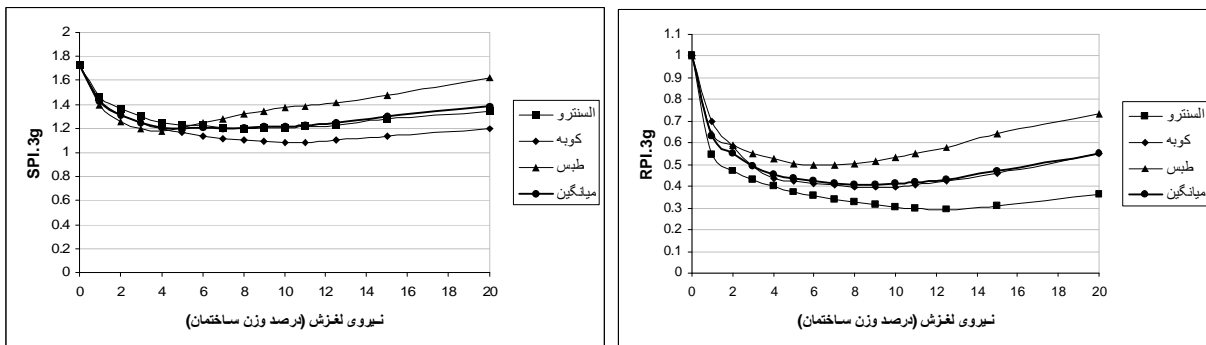 SPI.3g
2
1.8
1.6
1.4
1.2
1
0.8
0.6
0.4
0.2
0
0 2 4 6 8 10 12 14 16 18 20
نیروی لغزش (درصد وزن ساختمان)
السنترو
کوبه
طبس
میانگین
RPI.3g
1.1
1
0.9
0.8
0.7
0.6
0.5
0.4
0.3
0.2
0.1
0
0 2 4 6 8 10 12 14 16 18 20
نیروی لغزش (درصد وزن ساختمان)
السنترو
کوبه
طبس
میانگین